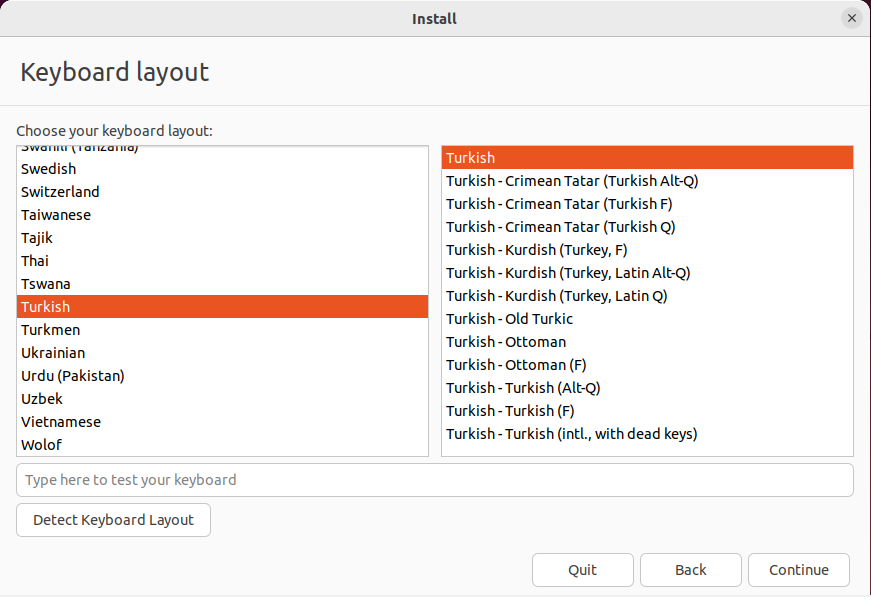 Install
Keyboard layout
Choose your keyboard layout:
Swahili (Tanzania)
Swedish
Switzerland
Taiwanese
Tajik
Thai
Tswana
Turkish
Turkmen
Ukrainian
Urdu (Pakistan)
Uzbek
Vietnamese
Wolof
Turkish
Turkish - Crimean Tatar (Turkish Alt-Q)
Turkish - Crimean Tatar (Turkish F)
Turkish - Crimean Tatar (Turkish Q)
Turkish - Kurdish (Turkey, F)
Turkish - Kurdish (Turkey, Latin Alt-Q)
Turkish - Kurdish (Turkey, Latin Q)
Turkish - Old Turkic
Turkish - Ottoman
Turkish - Ottoman (F)
Turkish - Turkish (Alt-Q)
Turkish - Turkish (F)
Turkish - Turkish (intl., with dead keys)
Type here to test your keyboard
Detect Keyboard Layout
Quit
Back
Continue